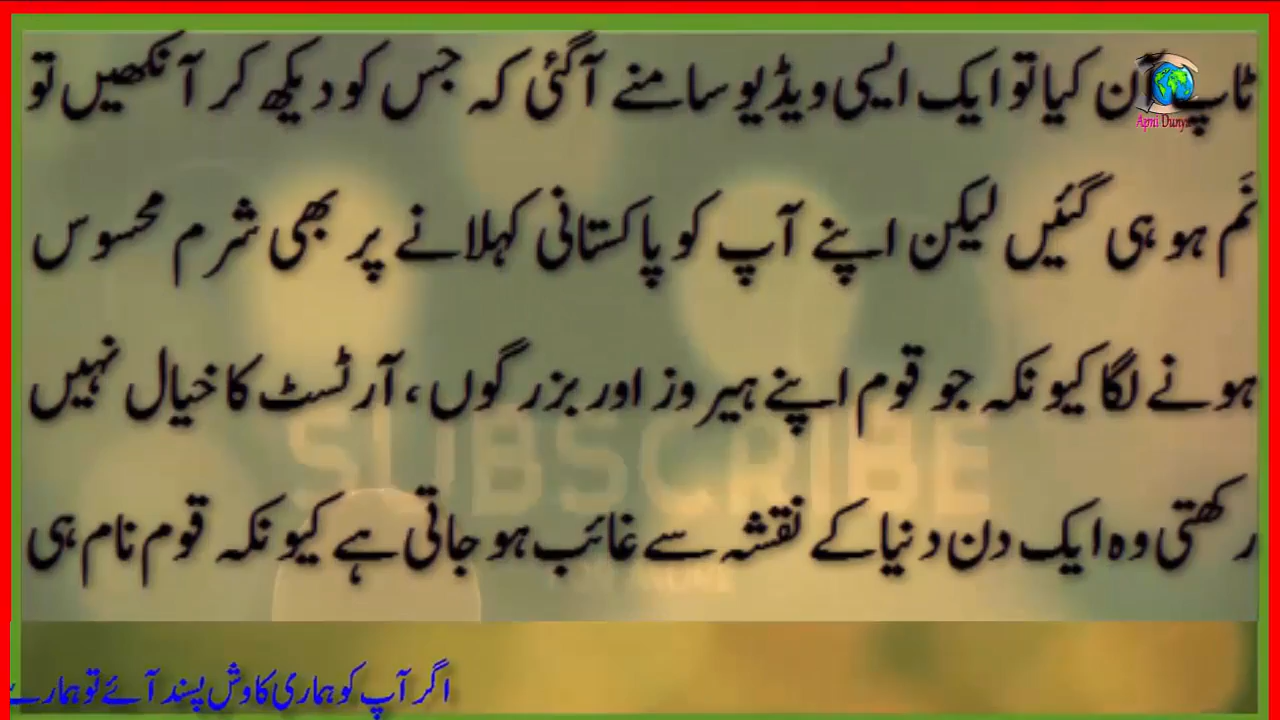 ٹاپ ان کیا تو ایک ایسی ویڈیو سامنے آگئی کہ جس کو دیکھ کر آنکھیں تو
نَم ہو ہی گئیں لیکن اپنے آپ کو پاکستانی کہلانے پر بھی شرم محسوس
ہونے لگا کیونکہ جو قوم اپنے ہیروز اور بزرگوں، آرٹسٹ کا خیال نہیں
رکھتی وہ ایک دن دنیا کے نقشہ سے غائب ہو جاتی ہے کیونکہ قوم نام ہی
اگر آپ کو ہماری کاوش پسند آئے تو ہمارے
Apni Dunya
SUBSCRIBE